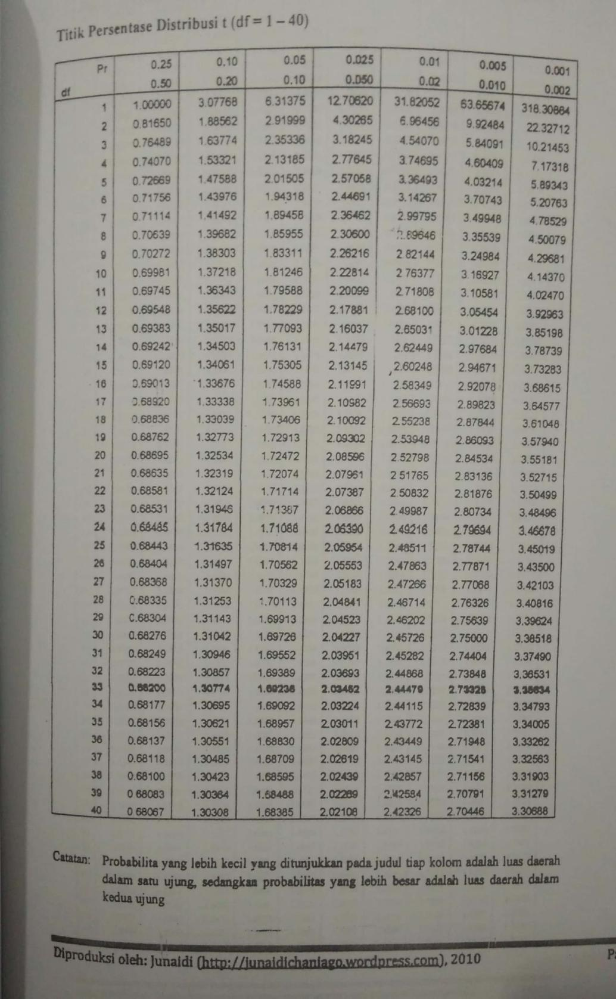 Titik Persentase Distribusi t (df = 1 – 40)
Pr 0.25 0.10 0.05 0.025 0.01 0.005 0.001
df 0.50 0.20 0.10 0.050 0.02 0.010 0.002
1 1.00000 3.07768 6.31375 12.70620 31.82052 63.65674 318.30884
2 0.81650 1.88562 2.91999 4.30265 6.96456 9.92484 22.32712
3 0.76489 1.63774 2.35336 3.18245 4.54070 5.84091 10.21453
4 0.74070 1.53321 2.13185 2.77645 3.74695 4.60409 7.17318
5 0.72669 1.47588 2.01505 2.57058 3.36493 4.03214 5.89343
6 0.71756 1.43976 1.94318 2.44691 3.14267 3.70743 5.20763
7 0.71114 1.41492 1.89458 2.36462 2.99795 3.49948 4.78529
8 0.70639 1.39682 1.85955 2.30600 2.89646 3.35539 4.50079
9 0.70272 1.38303 1.83311 2.26216 2.82144 3.24984 4.29681
10 0.69981 1.37218 1.81246 2.22814 2.76377 3.16927 4.14370
11 0.69745 1.36343 1.79588 2.20099 2.71808 3.10581 4.02470
12 0.69548 1.35622 1.78229 2.17881 2.68100 3.05454 3.92963
13 0.69383 1.35017 1.77093 2.16037 2.65031 3.01228 3.85198
14 0.69242 1.34503 1.76131 2.14479 2.62449 2.97684 3.78739
15 0.69120 1.34061 1.75305 2.13145 2.60248 2.94671 3.73283
16 0.69013 1.33676 1.74588 2.11991 2.58349 2.92078 3.68615
17 0.68920 1.33338 1.73961 2.10982 2.56693 2.89823 3.64577
18 0.68836 1.33039 1.73406 2.10092 2.55238 2.87844 3.61048
19 0.68762 1.32773 1.72913 2.09302 2.53948 2.86093 3.57940
20 0.68695 1.32534 1.72472 2.08596 2.52798 2.84534 3.55181
21 0.68635 1.32319 1.72074 2.07961 2.51765 2.83136 3.52715
22 0.68581 1.32124 1.71714 2.07387 2.50832 2.81876 3.50499
23 0.68531 1.31946 1.71387 2.06866 2.49987 2.80734 3.48496
24 0.68485 1.31784 1.71088 2.06390 2.49216 2.79694 3.46678
25 0.68443 1.31635 1.70814 2.05954 2.48511 2.78744 3.45019
26 0.68404 1.31497 1.70562 2.05553 2.47863 2.77871 3.43500
27 0.68368 1.31370 1.70329 2.05183 2.47266 2.77068 3.42103
28 0.68335 1.31253 1.70113 2.04841 2.46714 2.76326 3.40816
29 0.68304 1.31143 1.69913 2.04523 2.46202 2.75639 3.39624
30 0.68276 1.31042 1.69726 2.04227 2.45726 2.75000 3.38518
31 0.68249 1.30946 1.69552 2.03951 2.45282 2.74404 3.37490
32 0.68223 1.30857 1.69389 2.03693 2.44868 2.73848 3.36531
33 0.68200 1.30774 1.69236 2.03452 2.44479 2.73328 3.35634
34 0.68177 1.30695 1.69092 2.03224 2.44115 2.72839 3.34793
35 0.68156 1.30621 1.68957 2.03011 2.43772 2.72381 3.34005
36 0.68137 1.30551 1.68830 2.02809 2.43449 2.71948 3.33262
37 0.68118 1.30485 1.68709 2.02619 2.43145 2.71541 3.32563
38 0.68100 1.30423 1.68595 2.02439 2.42857 2.71156 3.31903
39 0.68083 1.30364 1.68488 2.02269 2.42584 2.70791 3.31279
40 0.68067 1.30308 1.68385 2.02108 2.42326 2.70446 3.30688
Catatan: Probabilita yang lebih kecil yang ditunjukkan pada judul tiap kolom adalah luas daerah
dalam satu ujung, sedangkan probabilitas yang lebih besar adalah luas daerah dalam
kedua ujung
Diproduksi oleh: Junaidi (http://junaidichaniago.wordpress.com), 2010